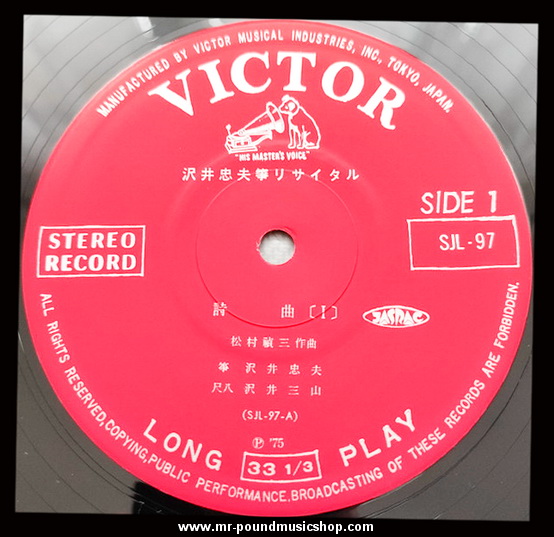 MANUFACTURED BY VICTOR MUSICAL INDUSTRIES, INC., TOKYO, JAPAN.
VICTOR
"HIS MASTER'S VOICE"
沢井忠夫箏リサイタル
SIDE 1
STEREO
RECORD
SJL-97
詩 曲 〔I〕
JASRAC
松村禎三作曲
箏 沢井忠夫
尺八 沢井三山
(SJL-97-A)
Ⓟ '75
33 1/3
LONG PLAY
ALL RIGHTS RESERVED, COPYING, PUBLIC PERFORMANCE, BROADCASTING OF THESE RECORDS ARE FORBIDDEN.
www.mr-poundmusicshop.com